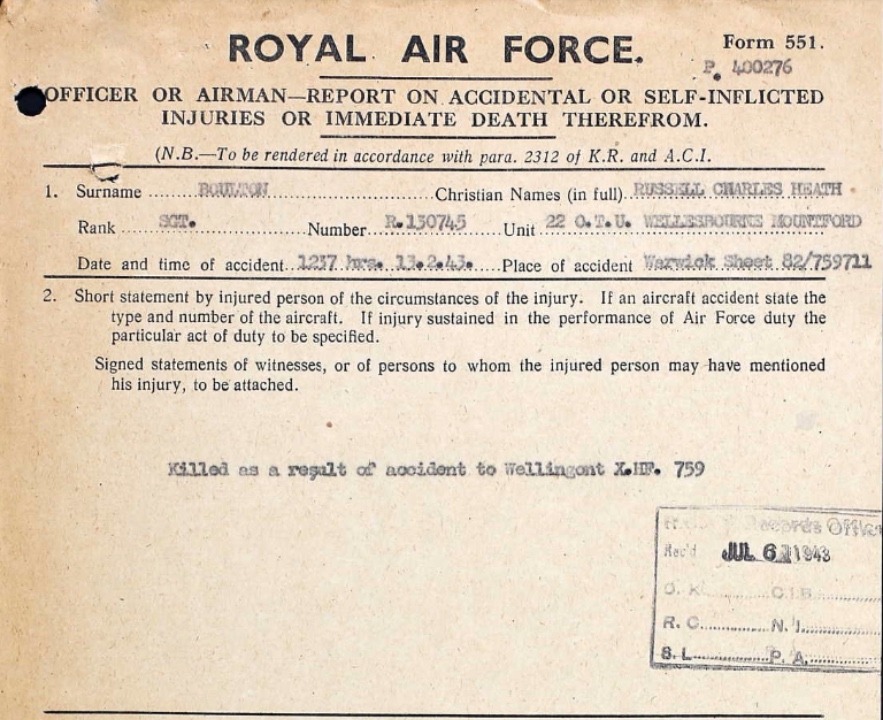 ROYAL AIR FORCE.
Form 551.
P. 400276
OFFICER OR AIRMAN—REPORT ON ACCIDENTAL OR SELF-INFLICTED
INJURIES OR IMMEDIATE DEATH THEREFROM.
(N.B.—To be rendered in accordance with para. 2312 of K.R. and A.C.I.
1. Surname BOULTON Christian Names (in full) RUSSELL CHARLES HEATH
Rank SGT. Number R.130745 Unit 22 O.T.U. WELLESBOURNE MOUNTFORD
Date and time of accident 1237 hrs. 13.2.43. Place of accident Warwick Sheet 82/759711
2. Short statement by injured person of the circumstances of the injury. If an aircraft accident state the
type and number of the aircraft. If injury sustained in the performance of Air Force duty the
particular act of duty to be specified.
Signed statements of witnesses, or of persons to whom the injured person may have mentioned
his injury, to be attached.
Killed as a result of accident to Wellingont X.HF. 759
Records Office
Rec'd JUL 6 1943
C.I.B.
R. C. N. I.
S. L. P. A.